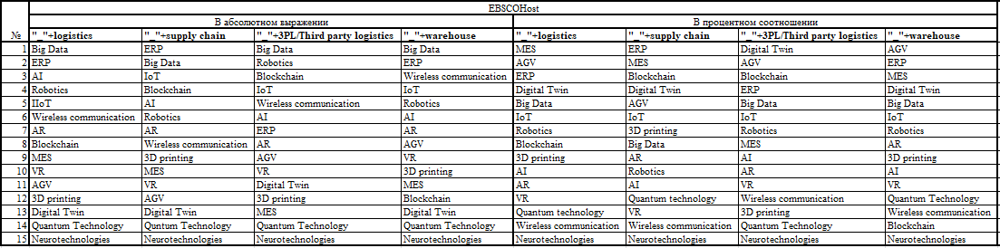 EBSCOHost
В абсолютном выражении В процентном соотношении
№ "_"+logistics "_"+supply chain "_"+3PL/Third party logistics "_"+warehouse "_"+logistics "_"+supply chain "_"+3PL/Third party logistics "_"+warehouse
1 Big Data ERP Big Data Big Data MES ERP Digital Twin AGV
2 ERP Big Data Robotics ERP AGV MES AGV ERP
3 AI IoT Blockchain Wireless communication ERP Blockchain Blockchain MES
4 Robotics Blockchain IoT IoT Digital Twin Digital Twin ERP Digital Twin
5 IIoT AI Wireless communication Robotics Big Data AGV Big Data Big Data
6 Wireless communication Robotics AI AI IoT IoT IoT IoT
7 AR AR ERP AR Robotics 3D printing Robotics Robotics
8 Blockchain Wireless communication AR AGV Blockchain Big Data MES AR
9 MES 3D printing AGV VR 3D printing AR AI 3D printing
10 VR MES VR 3D printing AI Robotics AR AI
11 AGV VR Digital Twin MES AR AI VR VR
12 3D printing AGV 3D printing Blockchain VR Quantum technology Wireless communication Quantum Technology
13 Digital Twin Digital Twin MES Digital Twin Quantum technology VR 3D printing Wireless communication
14 Quantum Technology Quntum Technology Quantum Technology Quantum Technology Wireless communication Wireless communication Quantum Technology Blockchain
15 Neurotechnologies Neurotechnologies Neurotechnologies Neurotechnologies Neurotechnologies Neurotechnologies Neurotechnologies Neurotechnologies